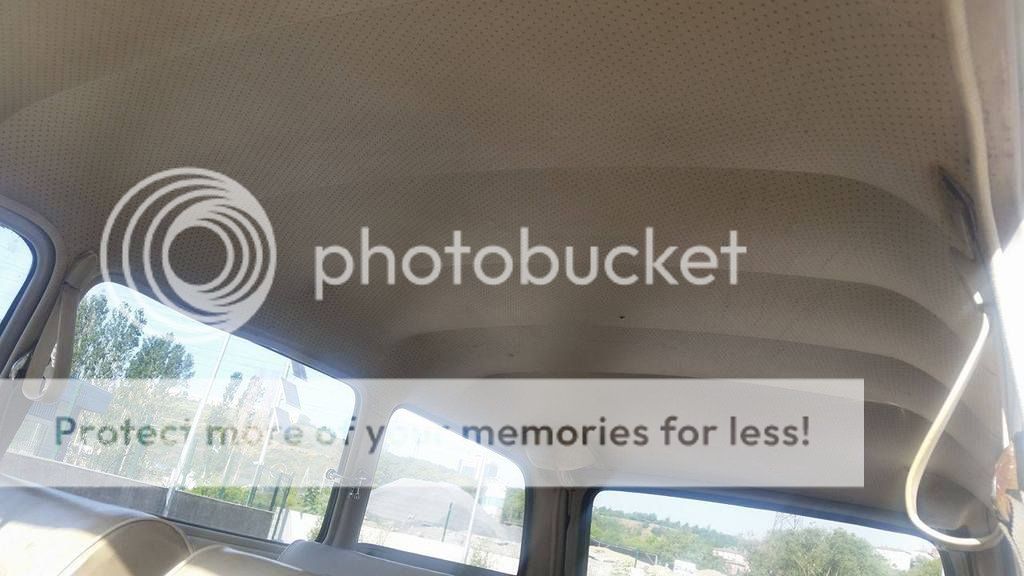 photobucket
Protect more of your memories for less!